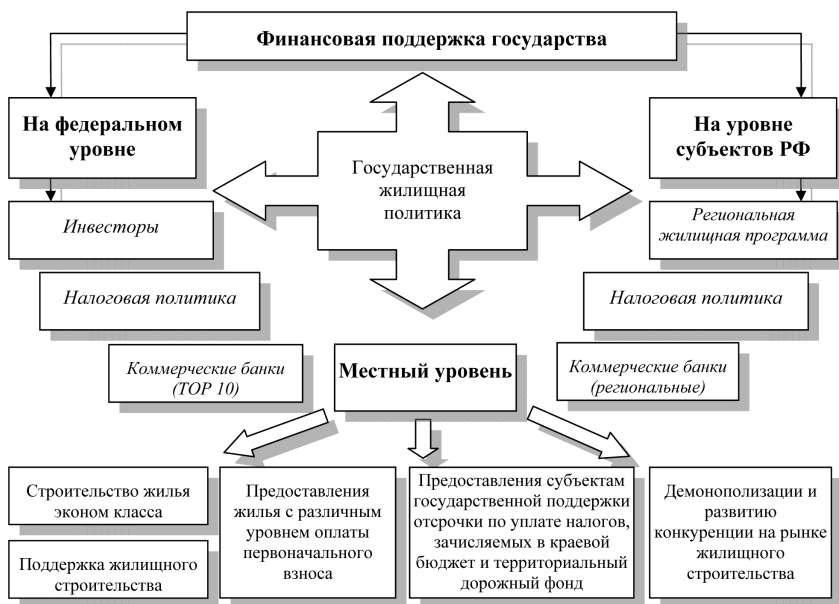 Финансовая поддержка государства
На федеральном
уровне
На уровне
субъектов РФ
Государственная
жилищная
политика
Инвесторы
Региональная
жилищная программа
Налоговая политика
Налоговая политика
Коммерческие банки
(TOP 10)
Местный уровень
Коммерческие банки
(региональные)
Строительство жилья
эконом класса
Поддержка жилищного
строительства
Предоставления
жилья с различным
уровнем оплаты
первоначального
взноса
Предоставления субъектам
государственной поддержки
отсрочки по уплате налогов,
зачисляемых в краевой
бюджет и территориальный
дорожный фонд
Демонополизации и
развитию
конкуренции на рынке
жилищного
строительства